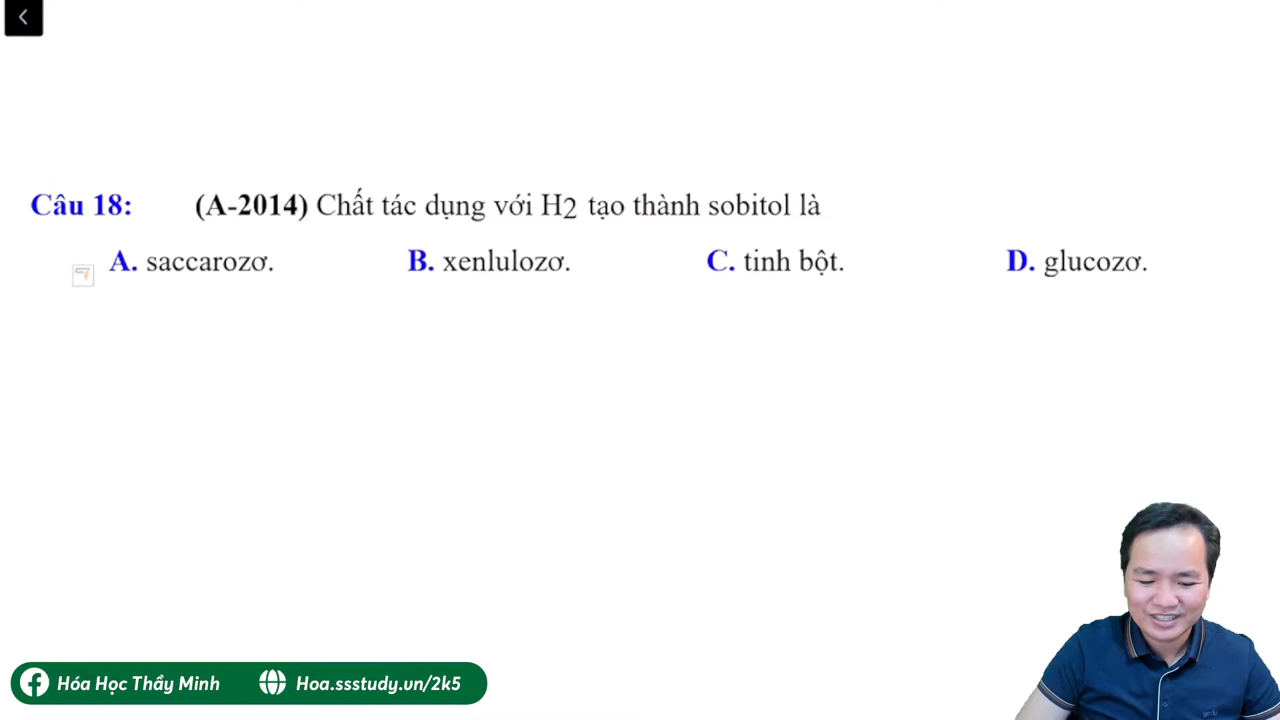 Câu 18: (A-2014) Chất tác dụng với H2 tạo thành sobitol là
A. saccarozơ. B. xenlulozơ. C. tinh bột. D. glucozơ.
Hóa Học Thầy Minh Hoa.ssstudy.vn/2k5